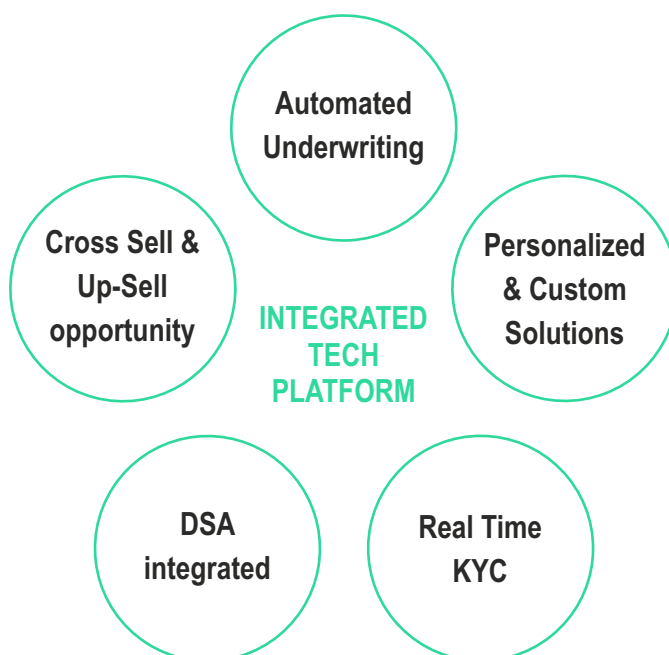 Automated
Underwriting
Cross Sell &
Up-Sell
opportunity
Personalized
& Custom
Solutions
INTEGRATED
TECH
PLATFORM
DSA
integrated
Real Time
KYC